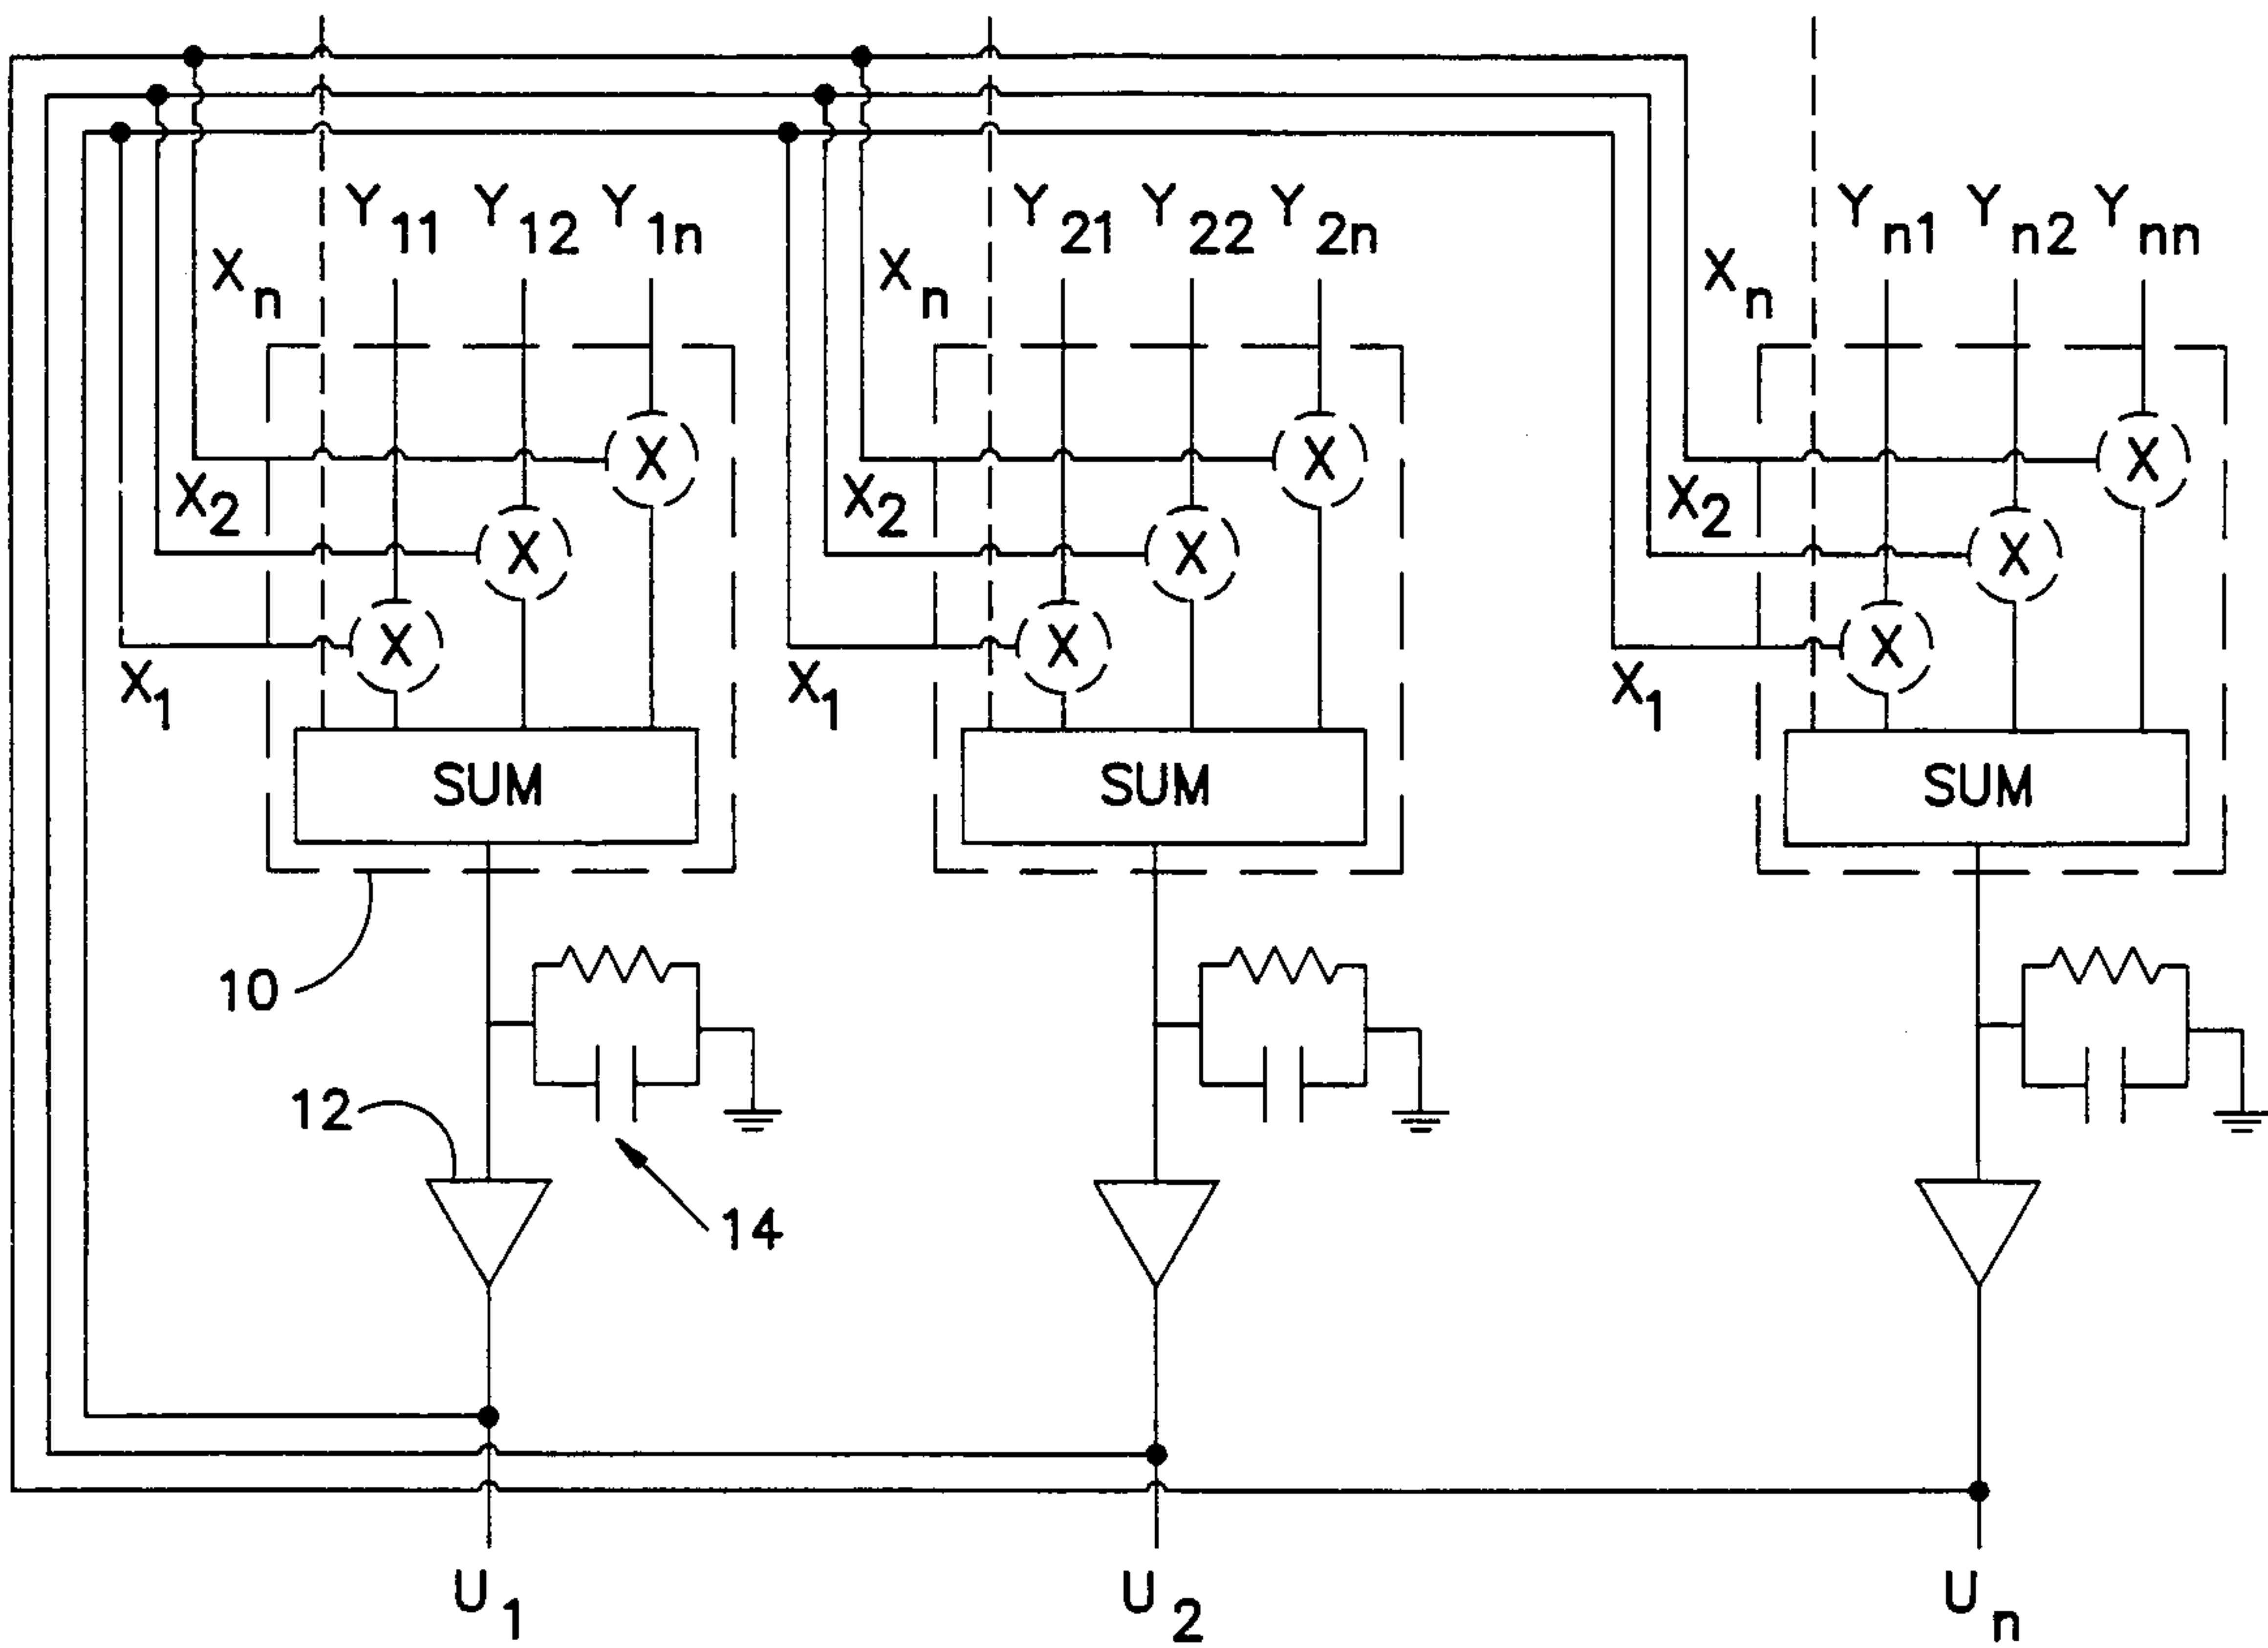 Y11 Y12 Y1n Y21 Y22 Y2n Yn1 Yn2 Ynn
Xn Xn Xn
X X X
X2 X2 X2
X X X
X X X
X1 X1 X1
SUM SUM SUM
10
12
14
U1 U2 Un